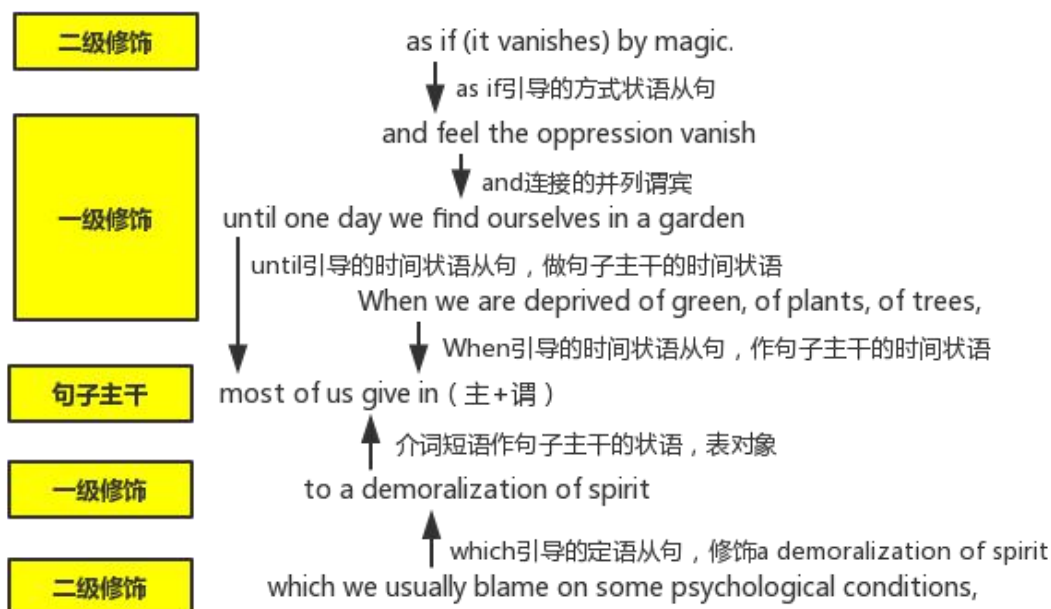 二级修饰
as if (it vanishes) by magic.
as if引导的方式状语从句
and feel the oppression vanish
and连接的并列谓宾
一级修饰
until one day we find ourselves in a garden
until引导的时间状语从句，做句子主干的时间状语
When we are deprived of green, of plants, of trees,
When引导的时间状语从句，作句子主干的时间状语
句子主干
most of us give in（主+谓）
介词短语作句子主干的状语，表对象
一级修饰
to a demoralization of spirit
which引导的定语从句，修饰a demoralization of spirit
二级修饰
which we usually blame on some psychological conditions,